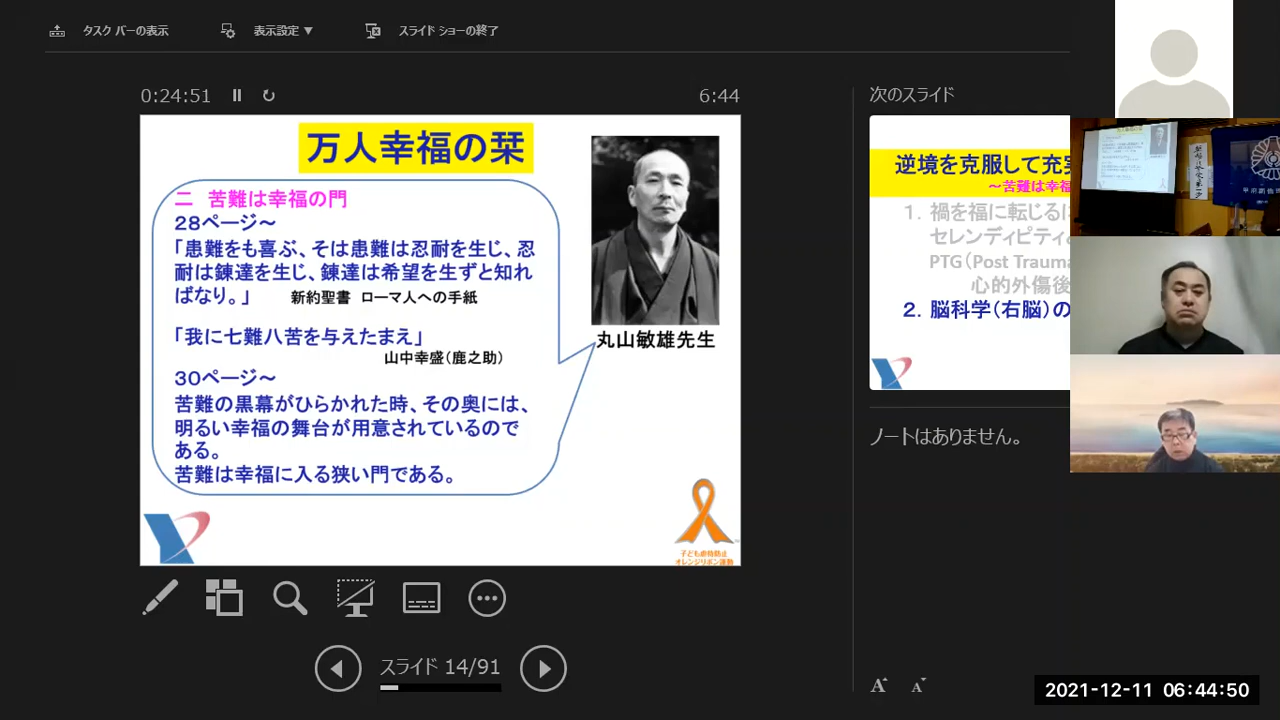 タスク バーの表示
表示設定 ▼
スライド ショーの終了
0:24:51
6:44
万人幸福の栞
二　苦難は幸福の門
28ページ～
「患難をも喜ぶ、そは患難は忍耐を生じ、忍
耐は錬達を生じ、錬達は希望を生ずと知れ
ばなり。」　新約聖書　ローマ人への手紙
「我に七難八苦を与えたまえ」
山中幸盛（鹿之助）
30ページ～
苦難の黒幕がひらかれた時、その奥には、
明るい幸福の舞台が用意されているので
ある。
苦難は幸福に入る狭い門である。
丸山敏雄先生
子ども虐待防止
オレンジリボン運動
スライド 14/91
次のスライド
逆境を克服して充実
～苦難は幸福
1. 禍を福に転じるに
セレンディピティ
PTG（Post Trauma
心的外傷後
2. 脳科学（右脳）の
ノートはありません。
2021-12-11 06:44:50